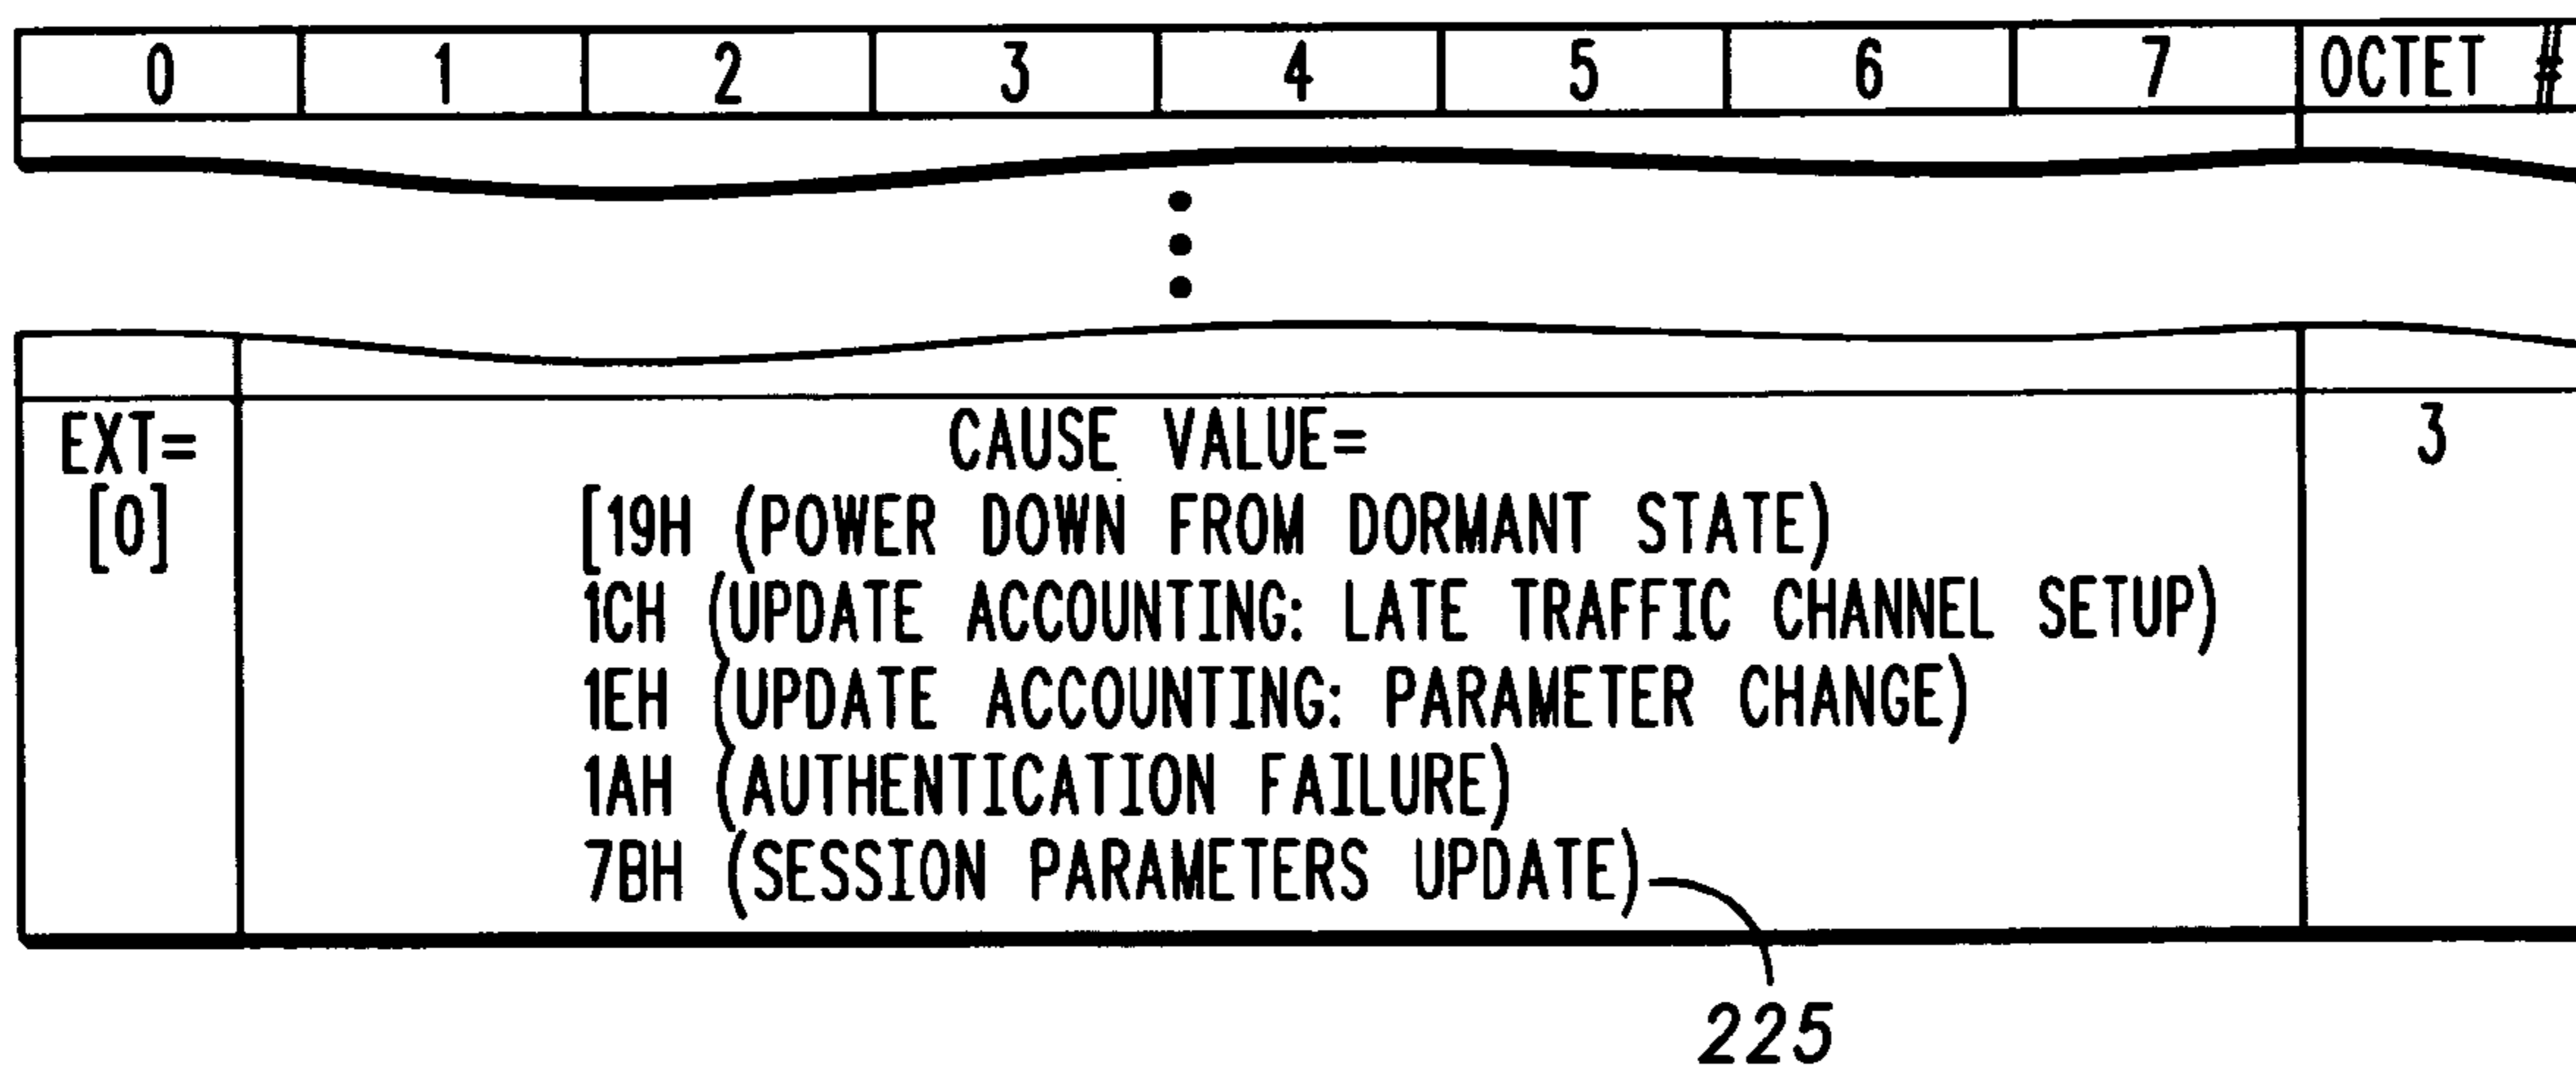 0 1 2 3 4 5 6 7 OCTET #
EXT= CAUSE VALUE= 3
[0] [19H (POWER DOWN FROM DORMANT STATE)
1CH (UPDATE ACCOUNTING: LATE TRAFFIC CHANNEL SETUP)
1EH (UPDATE ACCOUNTING: PARAMETER CHANGE)
1AH (AUTHENTICATION FAILURE)
7BH (SESSION PARAMETERS UPDATE)
225